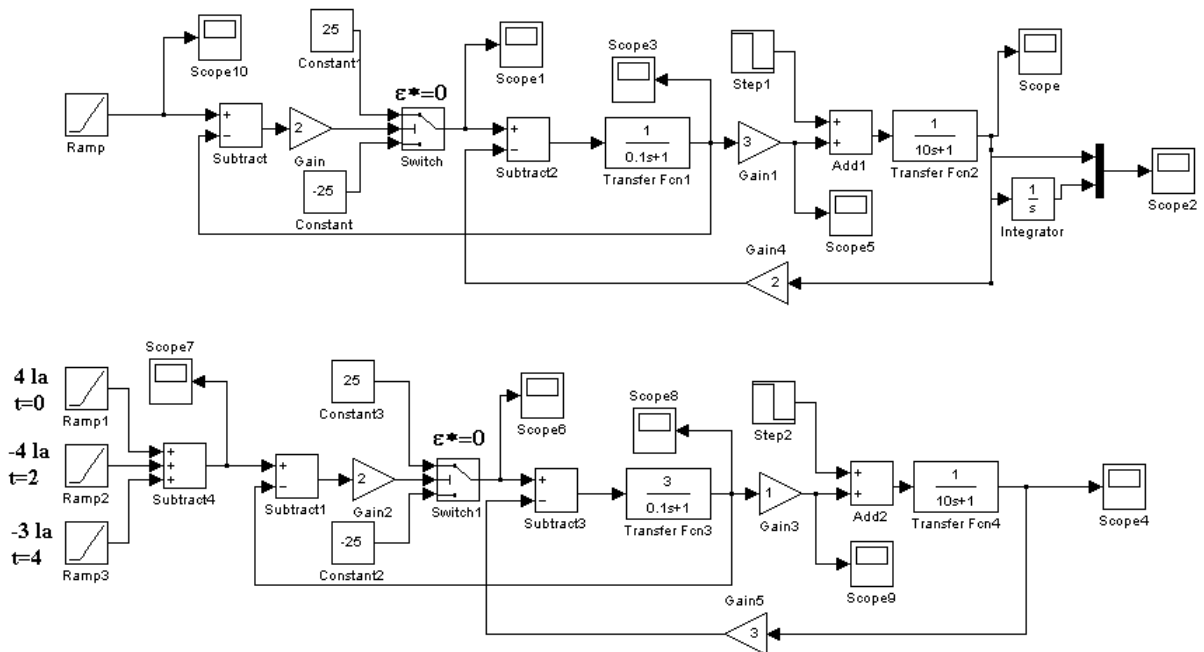 Scope10
25
Constant1
Scope1
Scope3
Step1
Scope
ε*=0
Ramp
+
−
Subtract
2
Gain
Switch
+
−
Subtract2
1
0.1s+1
Transfer Fcn1
3
Gain1
+
+
Add1
1
10s+1
Transfer Fcn2
-25
Constant
Scope5
1
s
Integrator
Scope2
Gain4
2
Scope7
4 la
t=0
Ramp1
25
Constant3
Scope6
Scope8
Step2
ε*=0
-4 la
t=2
Ramp2
+
+
+
Subtract4
+
−
Subtract1
2
Gain2
Switch1
+
−
Subtract3
3
0.1s+1
Transfer Fcn3
1
Gain3
+
+
Add2
1
10s+1
Transfer Fcn4
Scope4
-3 la
t=4
Ramp3
-25
Constant2
Scope9
Gain5
3